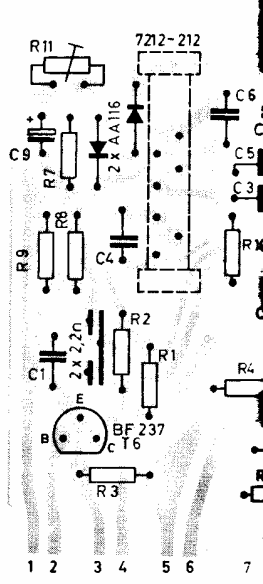 7212-212
R11
C6
+
C9
R7
2 x AA116
C5
C3
R9
R8
C4
2 x 2,2n
R2
R1
C1
R4
E
B
C
BF 237
T6
R3
1 2 3 4 5 6 7